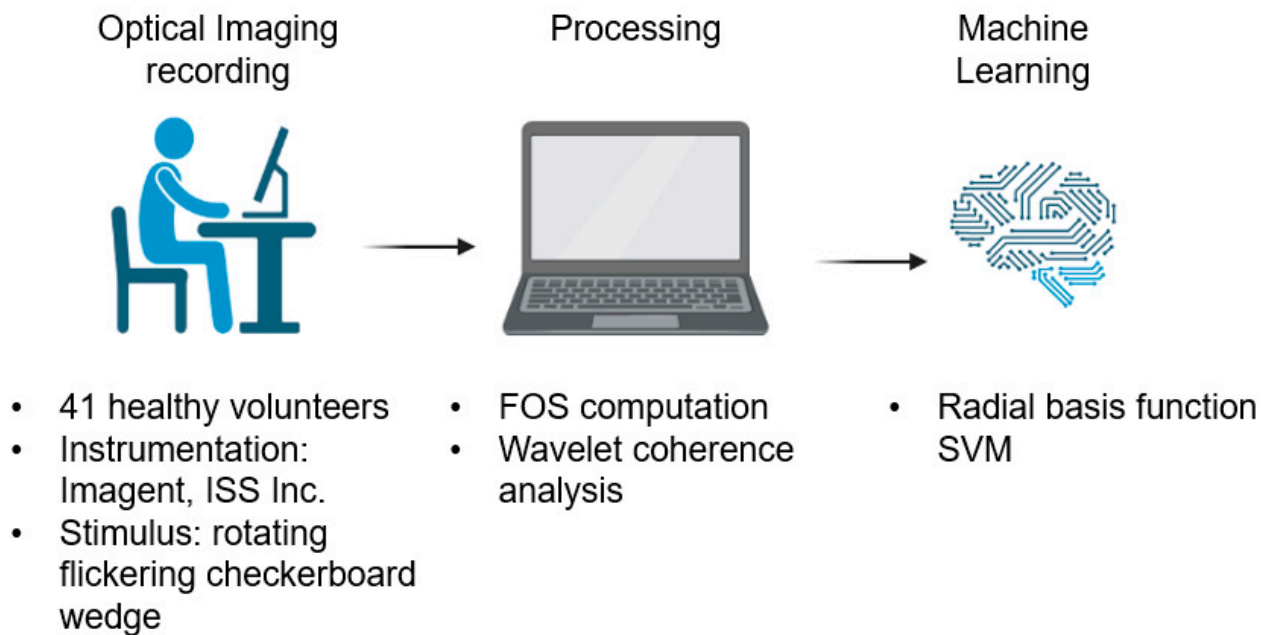 Optical Imaging
recording
Processing
Machine
Learning
• 41 healthy volunteers
• Instrumentation:
Imagent, ISS Inc.
• Stimulus: rotating
flickering checkerboard
wedge
• FOS computation
• Wavelet coherence
analysis
• Radial basis function
SVM